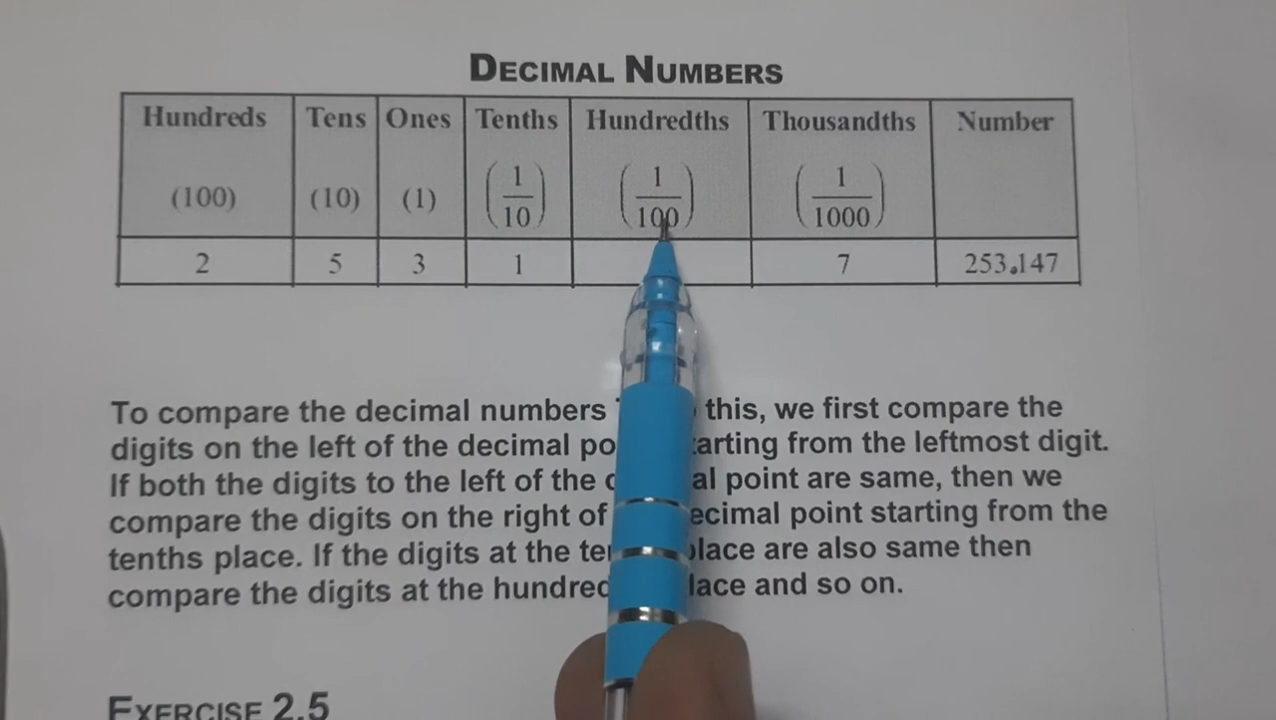 DECIMAL NUMBERS
Hundreds Tens Ones Tenths Hundredths Thousandths Number
(100) (10) (1) (1/10) (1/100) (1/1000)
2 5 3 1 7 253.147
To compare the decimal numbers this, we first compare the
digits on the left of the decimal po arting from the leftmost digit.
If both the digits to the left of the al point are same, then we
compare the digits on the right of ecimal point starting from the
tenths place. If the digits at the te lace are also same then
compare the digits at the hundred lace and so on.
EXERCISE 2.5